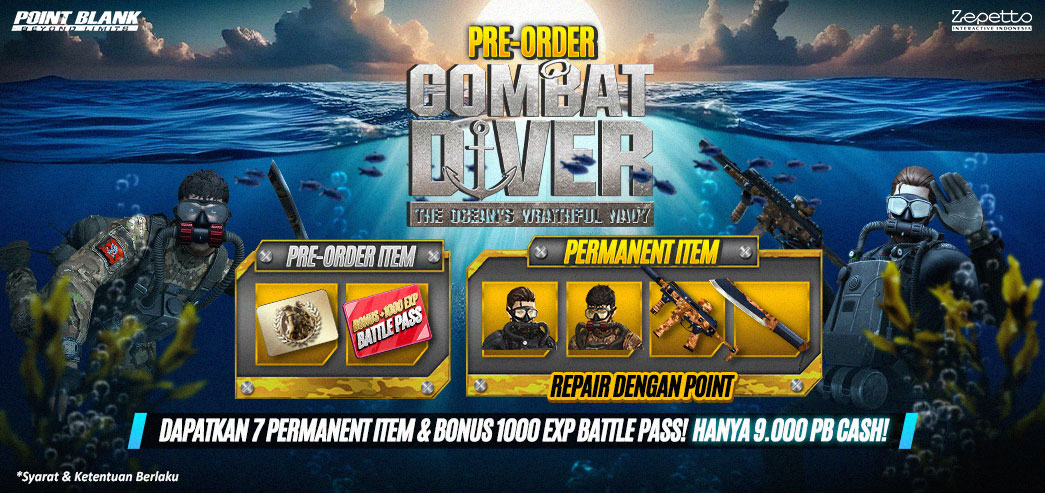 POINT BLANK
BEYOND LIMITS
Zepetto
INTERACTIVE INDONESIA
PRE-ORDER
COMBAT
DIVER
THE OCEAN'S WRATHFUL NAVY
PRE-ORDER ITEM
PERMANENT ITEM
BONUS +1000 EXP
BATTLE PASS
REPAIR DENGAN POINT
DAPATKAN 7 PERMANENT ITEM & BONUS 1000 EXP BATTLE PASS! HANYA 9.000 PB CASH!
*Syarat & Ketentuan Berlaku